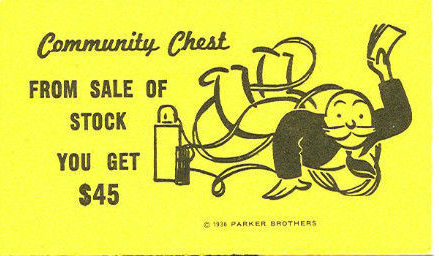 Community Chest
FROM SALE OF
STOCK
YOU GET
$45
© 1936 PARKER BROTHERS